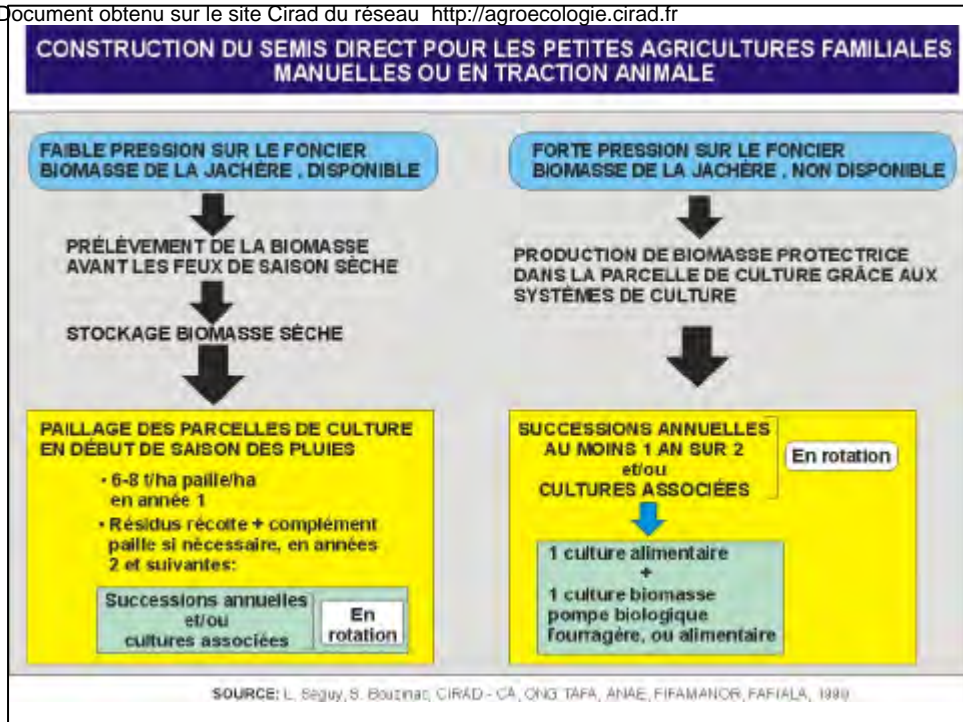 Document obtenu sur le site Cirad du réseau http://agroecologie.cirad.fr
CONSTRUCTION DU SEMIS DIRECT POUR LES PETITES AGRICULTURES FAMILIALES
MANUELLES OU EN TRACTION ANIMALE
FAIBLE PRESSION SUR LE FONCIER
BIOMASSE DE LA JACHÈRE , DISPONIBLE
PRÉLÈVEMENT DE LA BIOMASSE
AVANT LES FEUX DE SAISON SÈCHE
STOCKAGE BIOMASSE SÈCHE
PAILLAGE DES PARCELLES DE CULTURE
EN DÉBUT DE SAISON DES PLUIES
• 6-8 t/ha paille/ha
en année 1
• Résidus récolte + complément
paille si nécessaire, en années
2 et suivantes:
Successions annuelles
et/ou
cultures associées
En
rotation
FORTE PRESSION SUR LE FONCIER
BIOMASSE DE LA JACHÈRE , NON DISPONIBLE
PRODUCTION DE BIOMASSE PROTECTRICE
DANS LA PARCELLE DE CULTURE GRÂCE AUX
SYSTÈMES DE CULTURE
SUCCESSIONS ANNUELLES
AU MOINS 1 AN SUR 2
et/ou
CULTURES ASSOCIÉES
En rotation
1 culture alimentaire
+
1 culture biomasse
pompe biologique
fourragère, ou alimentaire
SOURCE: L. Séguy, S. Bouzinac, CIRAD - CA, ONG TAFA, ANAE, FIFAMANOR, FAFIALA,